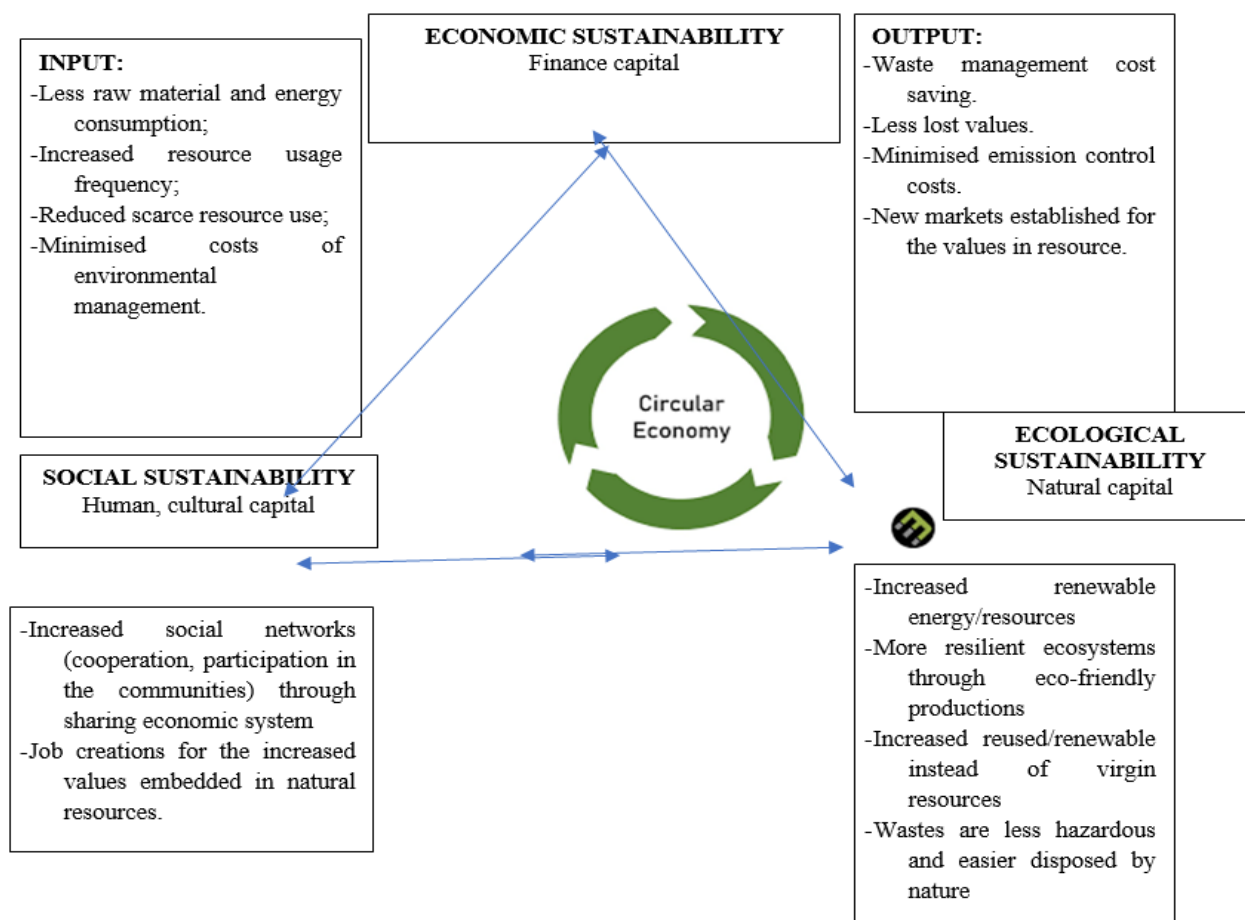 ECONOMIC SUSTAINABILITY
Finance capital
INPUT:
-Less raw material and energy
consumption;
-Increased resource usage
frequency;
-Reduced scarce resource use;
-Minimised costs of
environmental
management.
OUTPUT:
-Waste management cost
saving.
-Less lost values.
-Minimised emission control
costs.
-New markets established for
the values in resource.
Circular
Economy
SOCIAL SUSTAINABILITY
Human, cultural capital
ECOLOGICAL
SUSTAINABILITY
Natural capital
-Increased social networks
(cooperation, participation in
the communities) through
sharing economic system
-Job creations for the increased
values embedded in natural
resources.
-Increased renewable
energy/resources
-More resilient ecosystems
through eco-friendly
productions
-Increased reused/renewable
instead of virgin
resources
-Wastes are less hazardous
and easier disposed by
nature